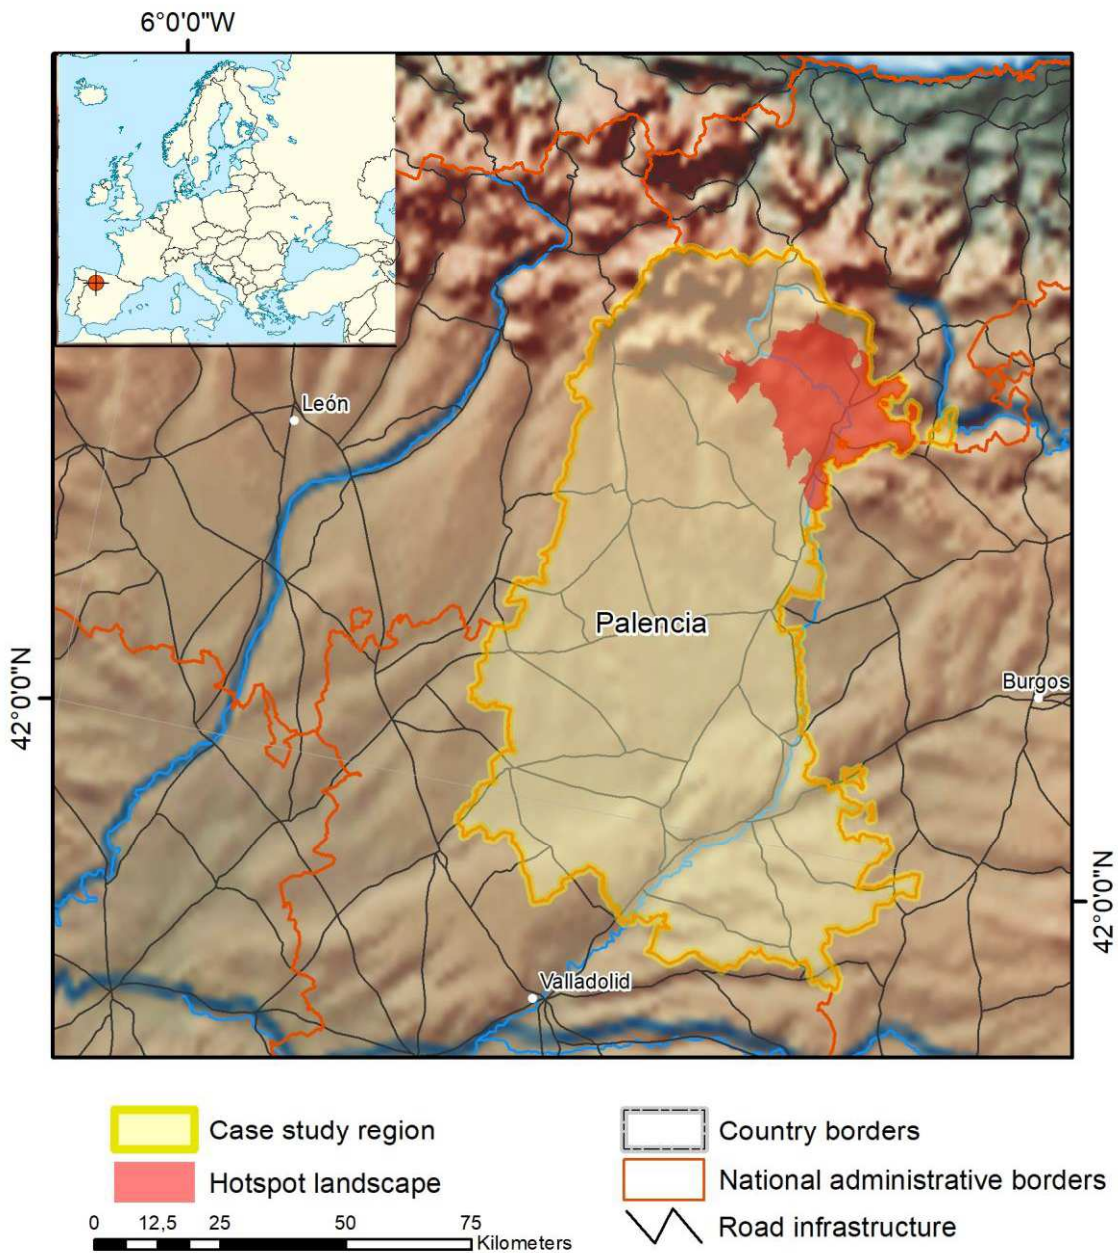 6°0'0"W
León
Palencia
42°0'0"N
Burgos
42°0'0"N
Valladolid
Case study region
Country borders
Hotspot landscape
National administrative borders
Road infrastructure
0 12,5 25 50 75
Kilometers